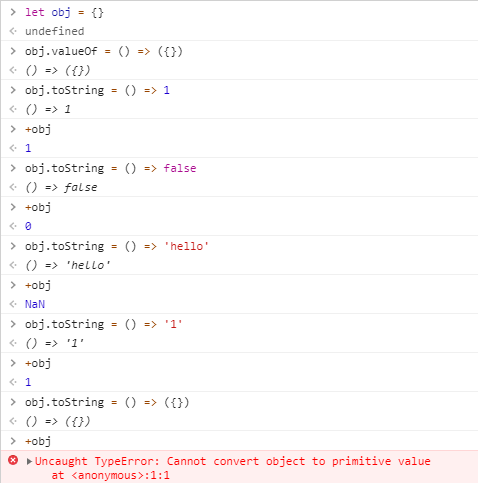 > let obj = {}
<· undefined
> obj.valueOf = () => ({})
<· () => ({})
> obj.toString = () => 1
<· () => 1
> +obj
<· 1
> obj.toString = () => false
<· () => false
> +obj
<· 0
> obj.toString = () => 'hello'
<· () => 'hello'
> +obj
<· NaN
> obj.toString = () => '1'
<· () => '1'
> +obj
<· 1
> obj.toString = () => ({})
<· () => ({})
> +obj
▶Uncaught TypeError: Cannot convert object to primitive value
at <anonymous>:1:1